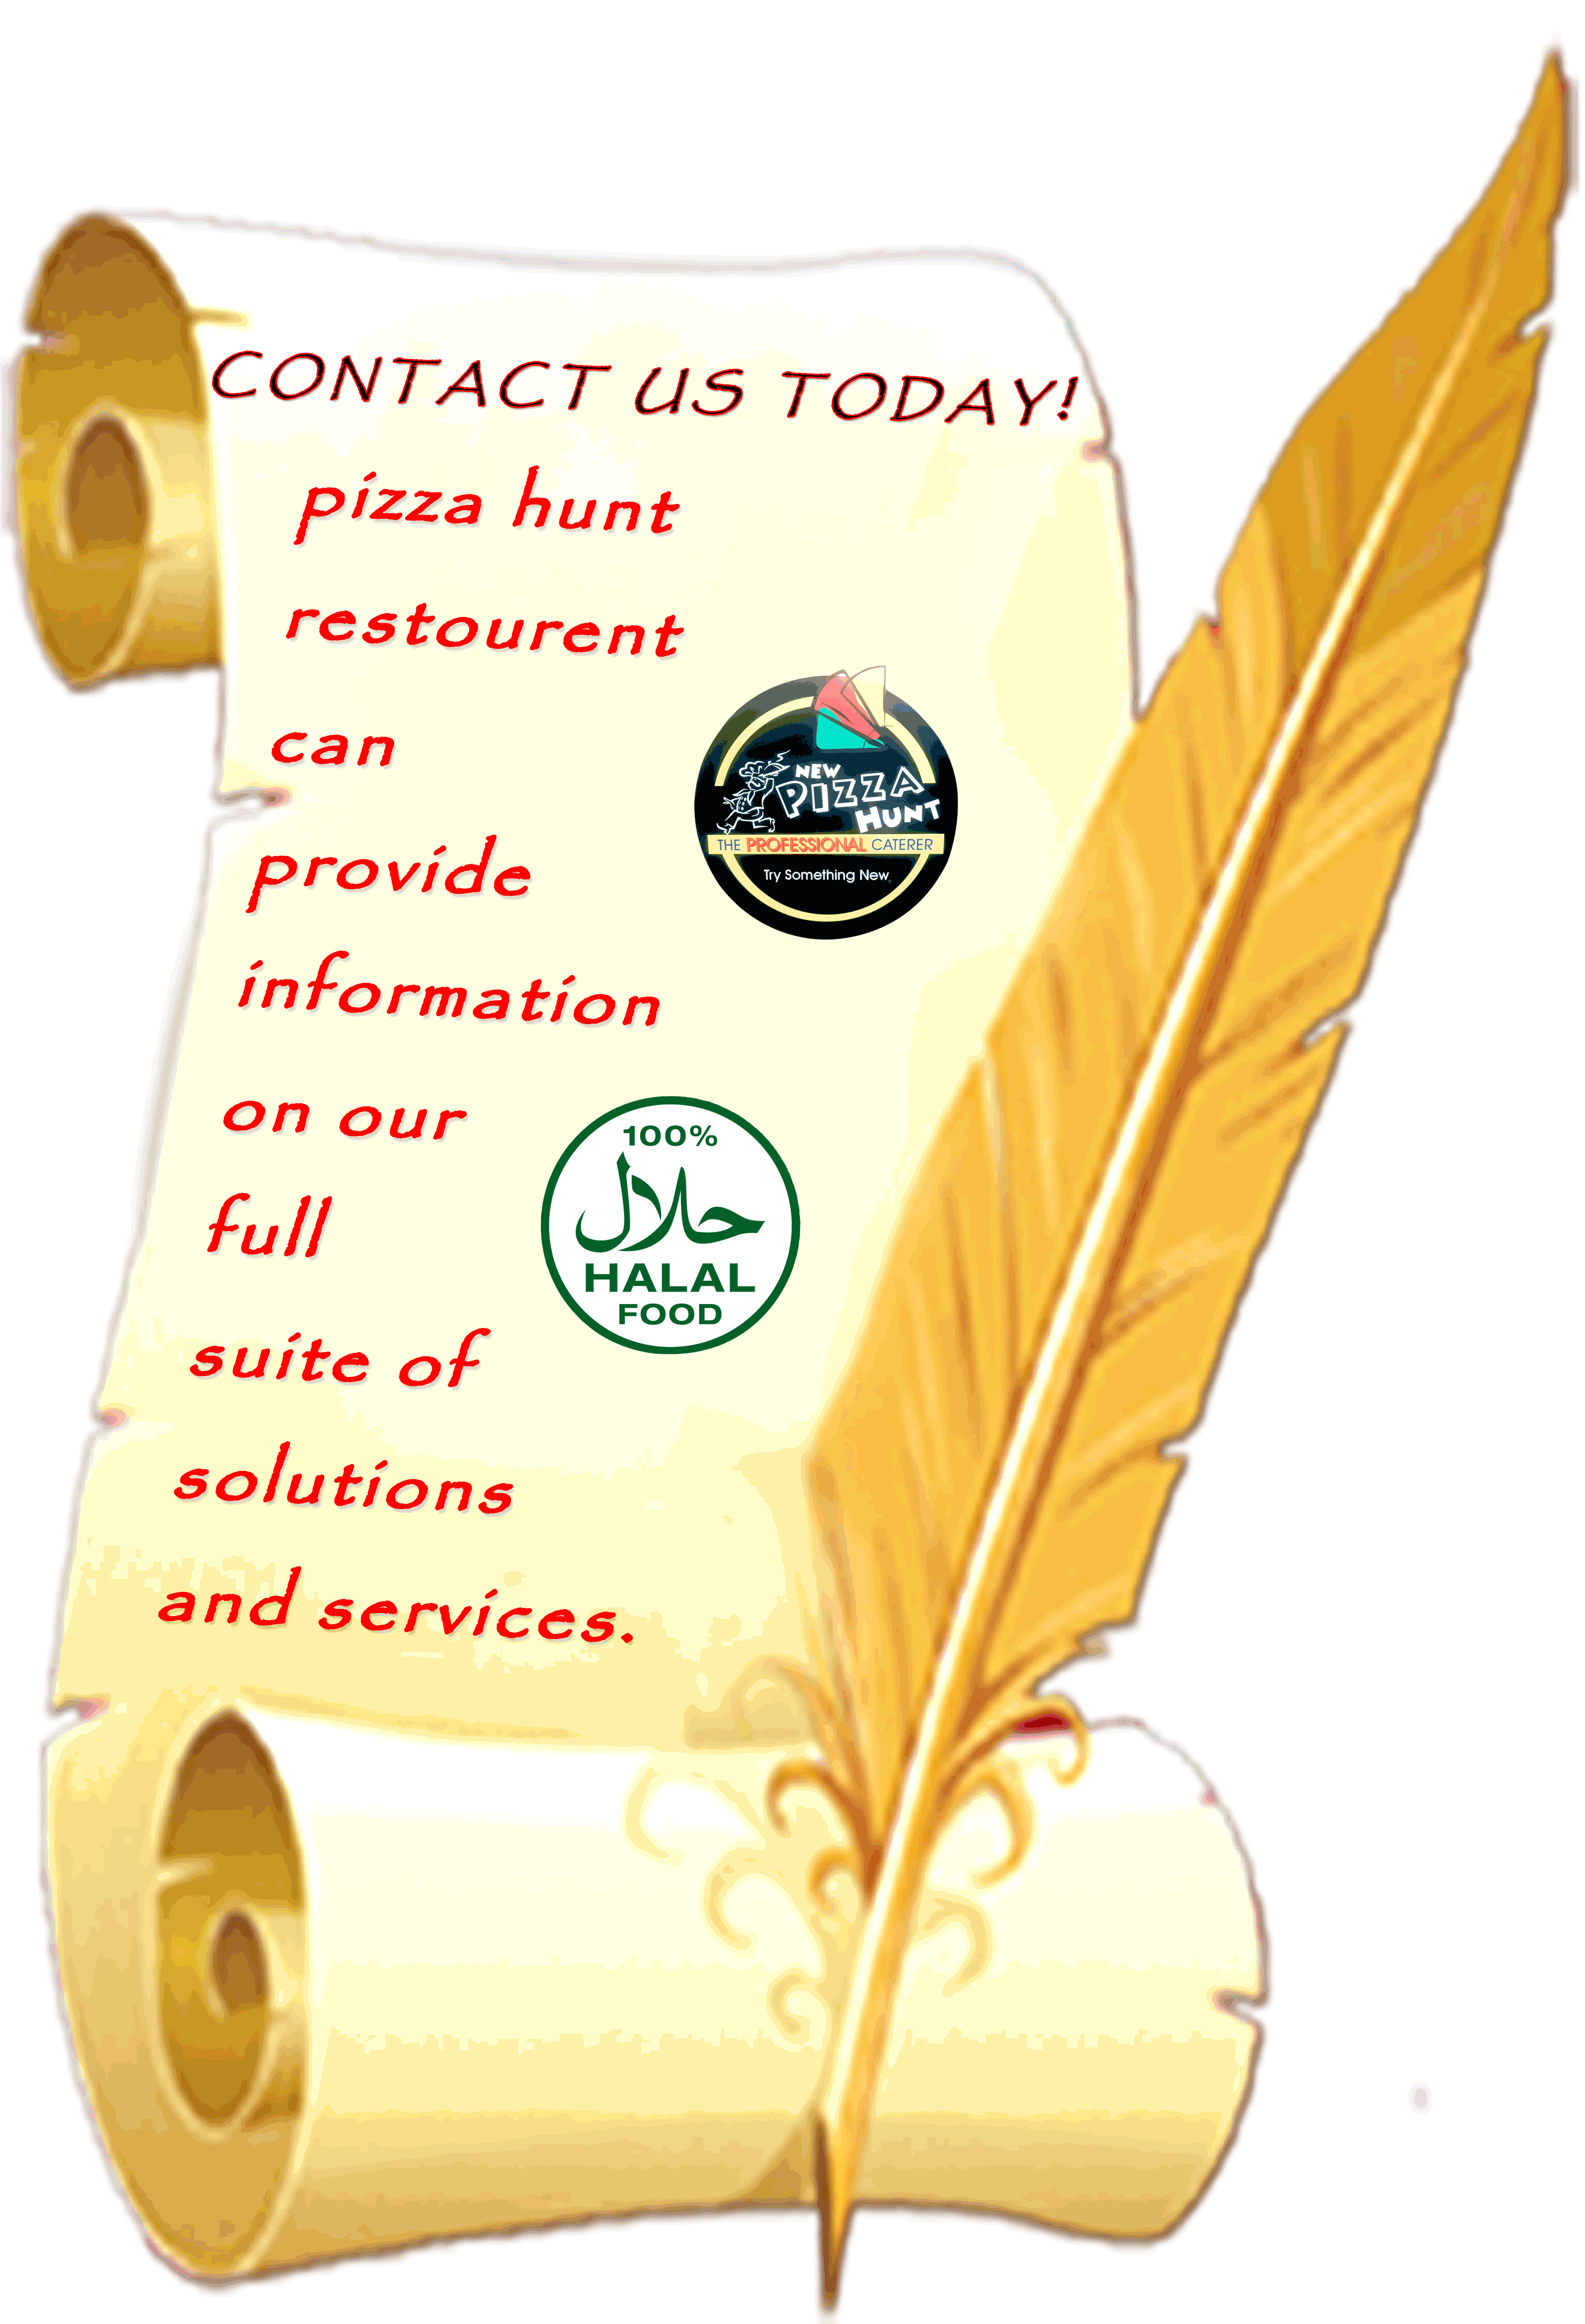 CONTACT US TODAY!
pizza hunt
restourent
can
NEW
PIZZA
HUNT
THE PROFESSIONAL CATERER
Try Something New
provide
information
on our
100%
حلال
HALAL
FOOD
full
suite of
solutions
and services.